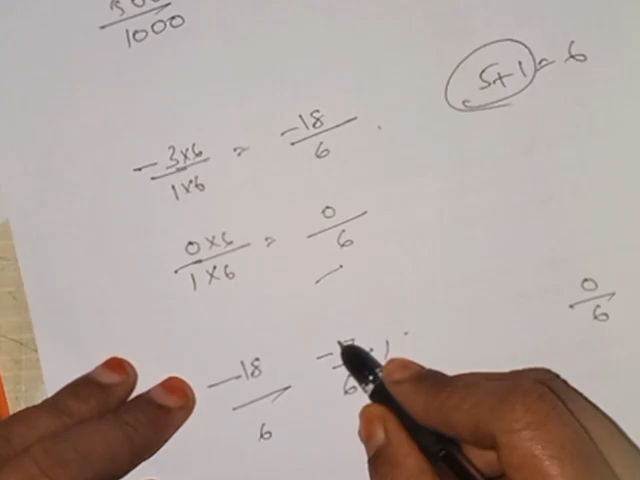 1000
5+1 = 6
-3×6/1×6 = -18/6
0×6/1×6 = 0/6
0/6
-18/6